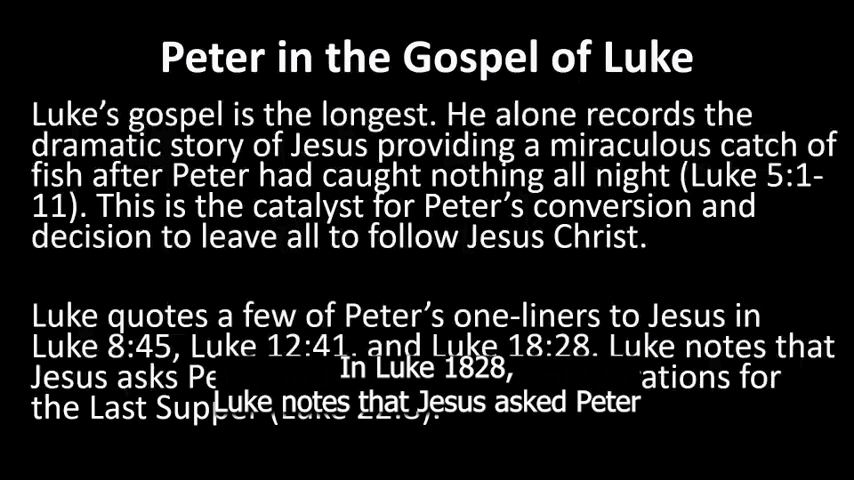 Peter in the Gospel of Luke
Luke’s gospel is the longest. He alone records the
dramatic story of Jesus providing a miraculous catch of
fish after Peter had caught nothing all night (Luke 5:1-
11). This is the catalyst for Peter’s conversion and
decision to leave all to follow Jesus Christ.
Luke quotes a few of Peter’s one-liners to Jesus in
Luke 8:45, Luke 12:41, and Luke 18:28. Luke notes that
Jesus asks ations for
the Last
In Luke 1828,
Luke notes that Jesus asked Peter